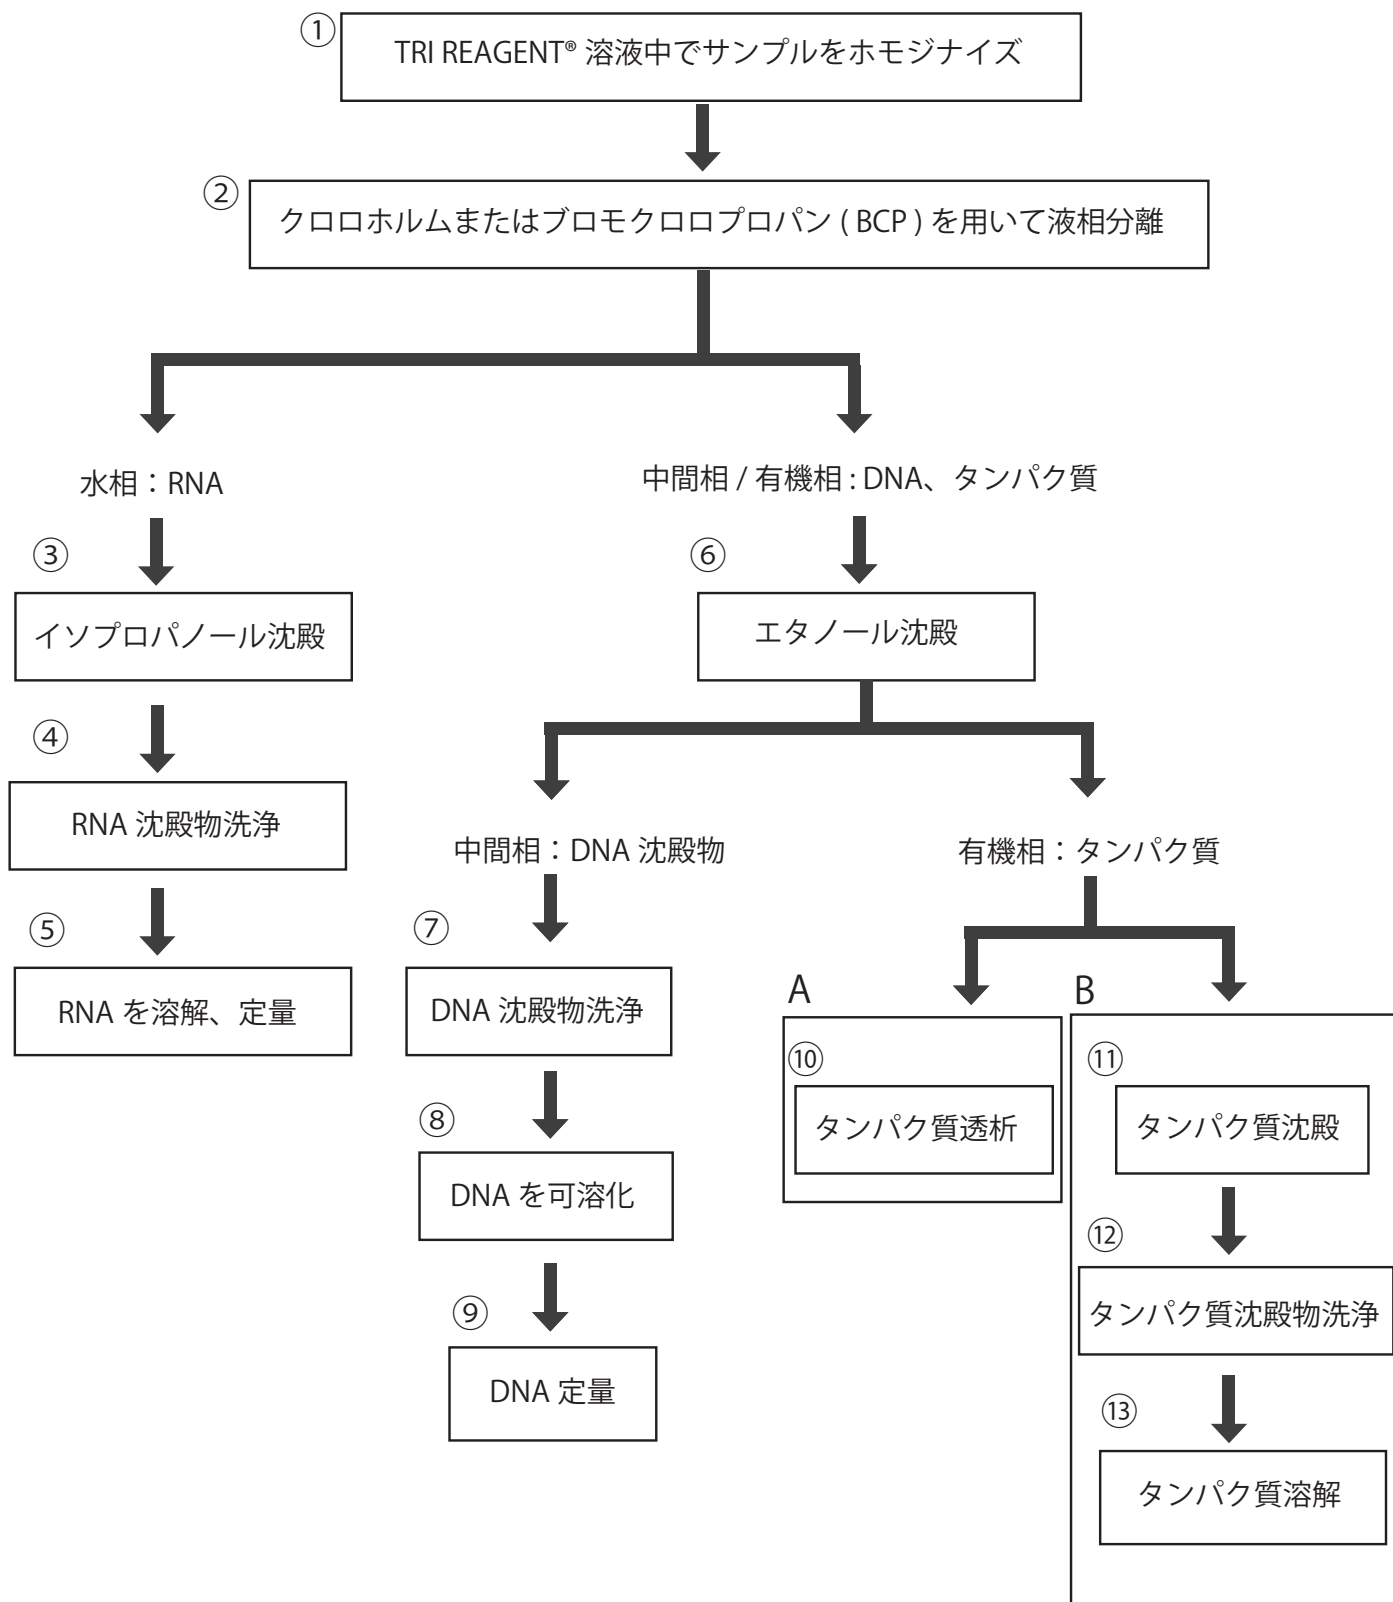 ①
TRI REAGENT® 溶液中でサンプルをホモジナイズ
②
クロロホルムまたはブロモクロロプロパン ( BCP ) を用いて液相分離
水相：RNA
中間相 / 有機相 : DNA、タンパク質
③
イソプロパノール沈殿
⑥
エタノール沈殿
④
RNA 沈殿物洗浄
中間相：DNA 沈殿物
有機相：タンパク質
⑤
RNA を溶解、定量
⑦
DNA 沈殿物洗浄
A
B
⑩
タンパク質透析
⑪
タンパク質沈殿
⑧
DNA を可溶化
⑫
タンパク質沈殿物洗浄
⑨
DNA 定量
⑬
タンパク質溶解